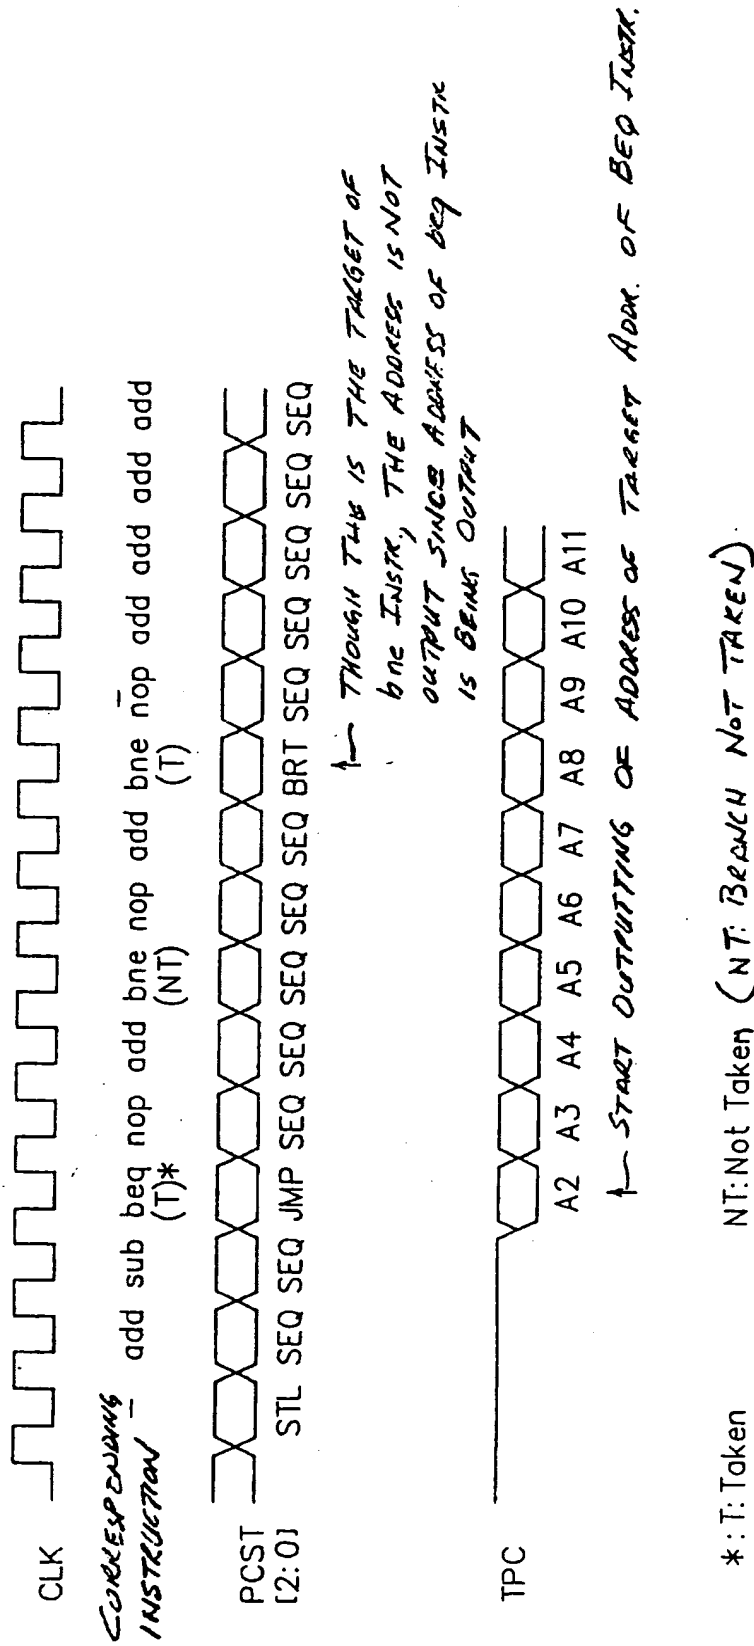 CLK
CORRESPENDING
INSTRUCTION
— add sub beq nop add bne nop add bne nop add add add add
(T)* (NT) (T)
PCST
[2:0]
STL SEQ SEQ JMP SEQ SEQ SEQ SEQ SEQ BRT SEQ SEQ SEQ SEQ SEQ
THOUGH THIS IS THE TARGET OF
bne INSTR., THE ADDRESS IS NOT
OUTPUT SINCE ADDRESS OF beq INSTR
IS BEING OUTPUT
TPC
A2 A3 A4 A5 A6 A7 A8 A9 A10 A11
START OUTPUTTING OF ADDRESS OF TARGET ADDR. OF BEQ INSTR.
*: T: Taken NT: Not Taken (NT: BRANCH NOT TAKEN).